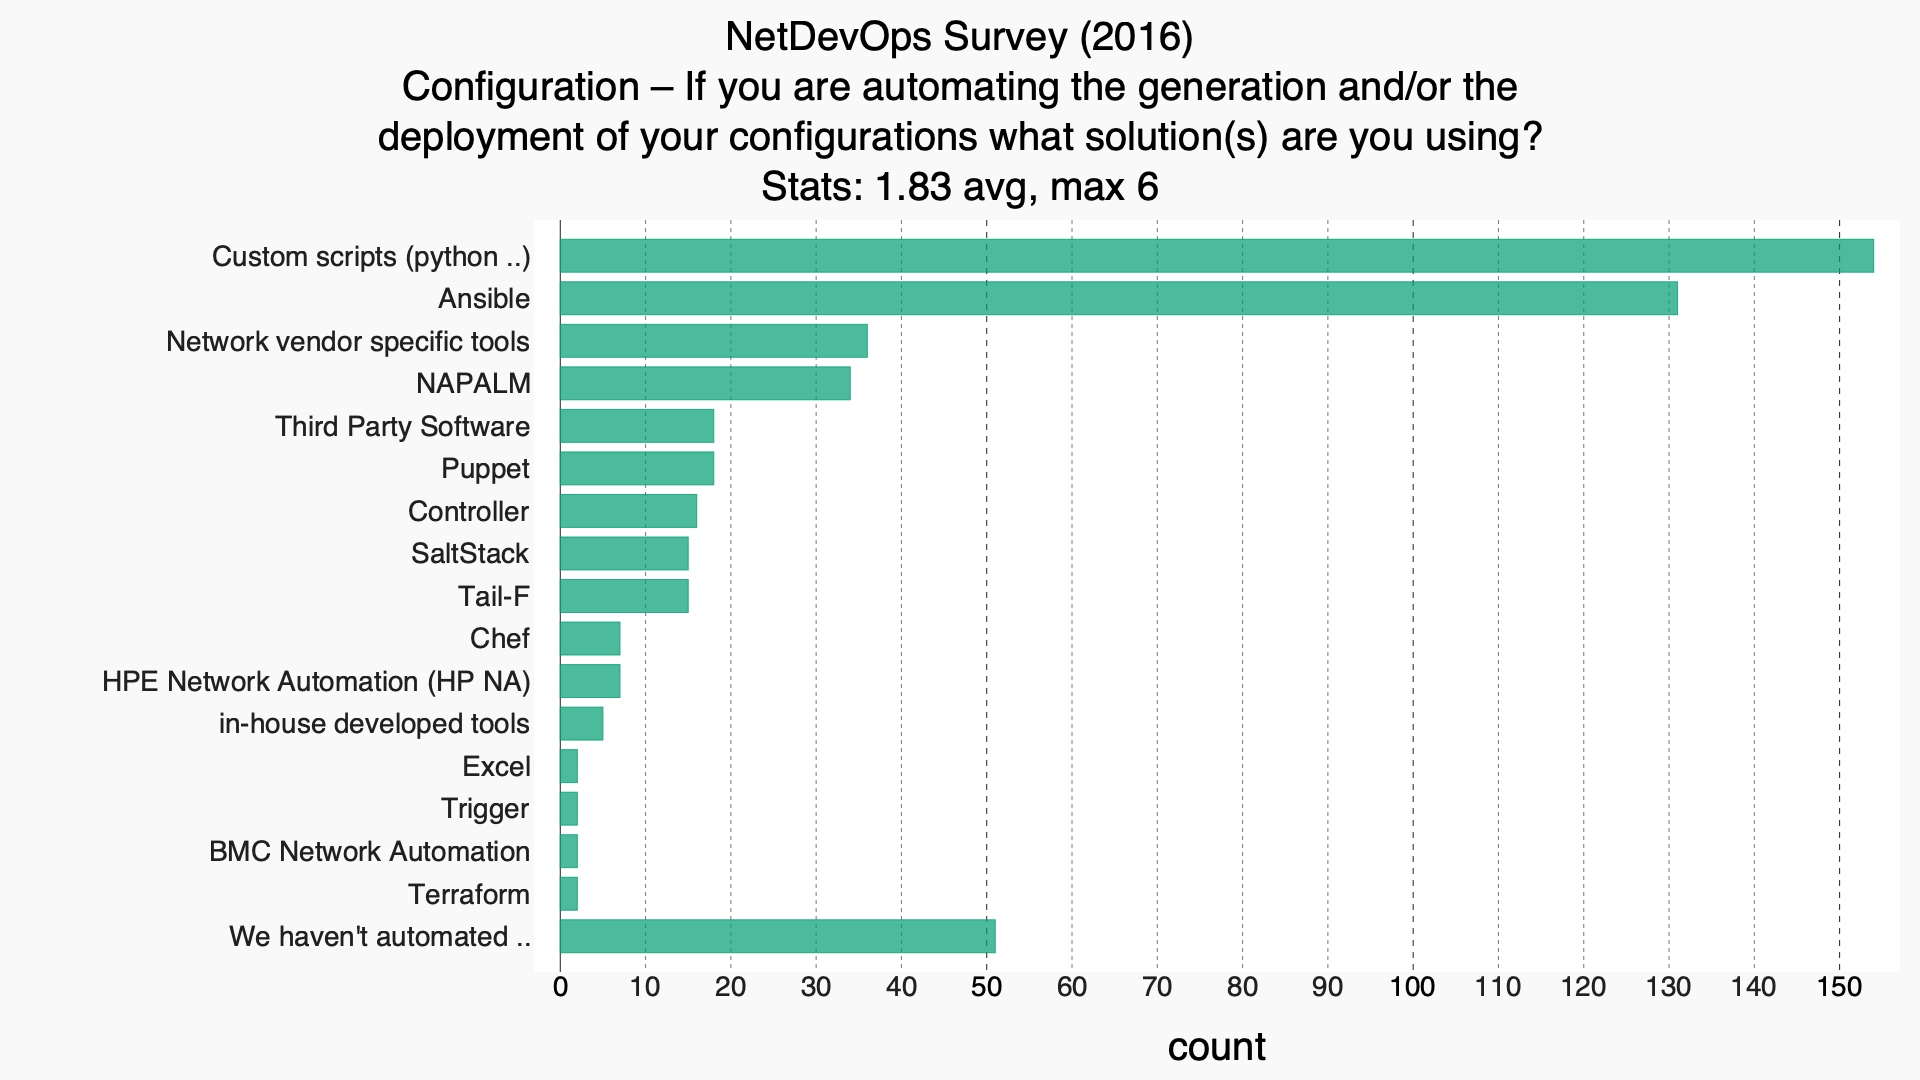 NetDevOps Survey (2016)
Configuration – If you are automating the generation and/or the
deployment of your configurations what solution(s) are you using?
Stats: 1.83 avg, max 6
Custom scripts (python ..)
Ansible
Network vendor specific tools
NAPALM
Third Party Software
Puppet
Controller
SaltStack
Tail-F
Chef
HPE Network Automation (HP NA)
in-house developed tools
Excel
Trigger
BMC Network Automation
Terraform
We haven't automated ..
0 10 20 30 40 50 60 70 80 90 100 110 120 130 140 150
count